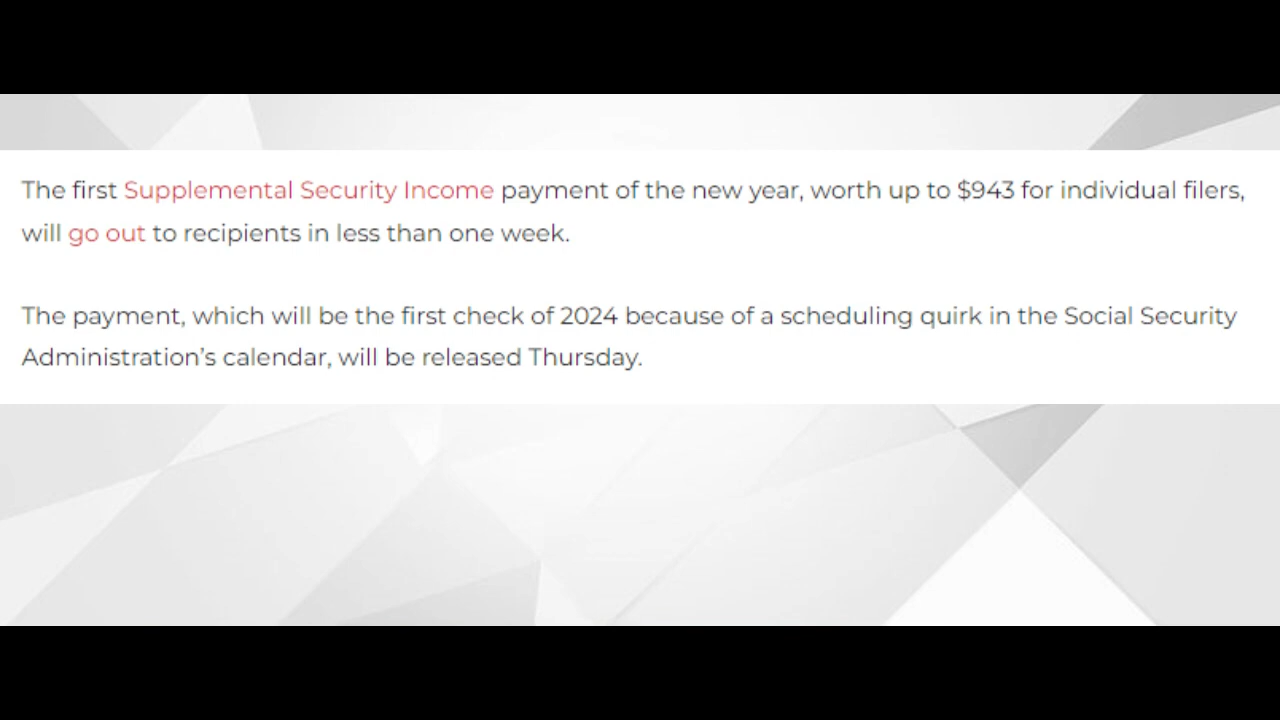 The first Supplemental Security Income payment of the new year, worth up to $943 for individual filers,
will go out to recipients in less than one week.
The payment, which will be the first check of 2024 because of a scheduling quirk in the Social Security
Administration’s calendar, will be released Thursday.